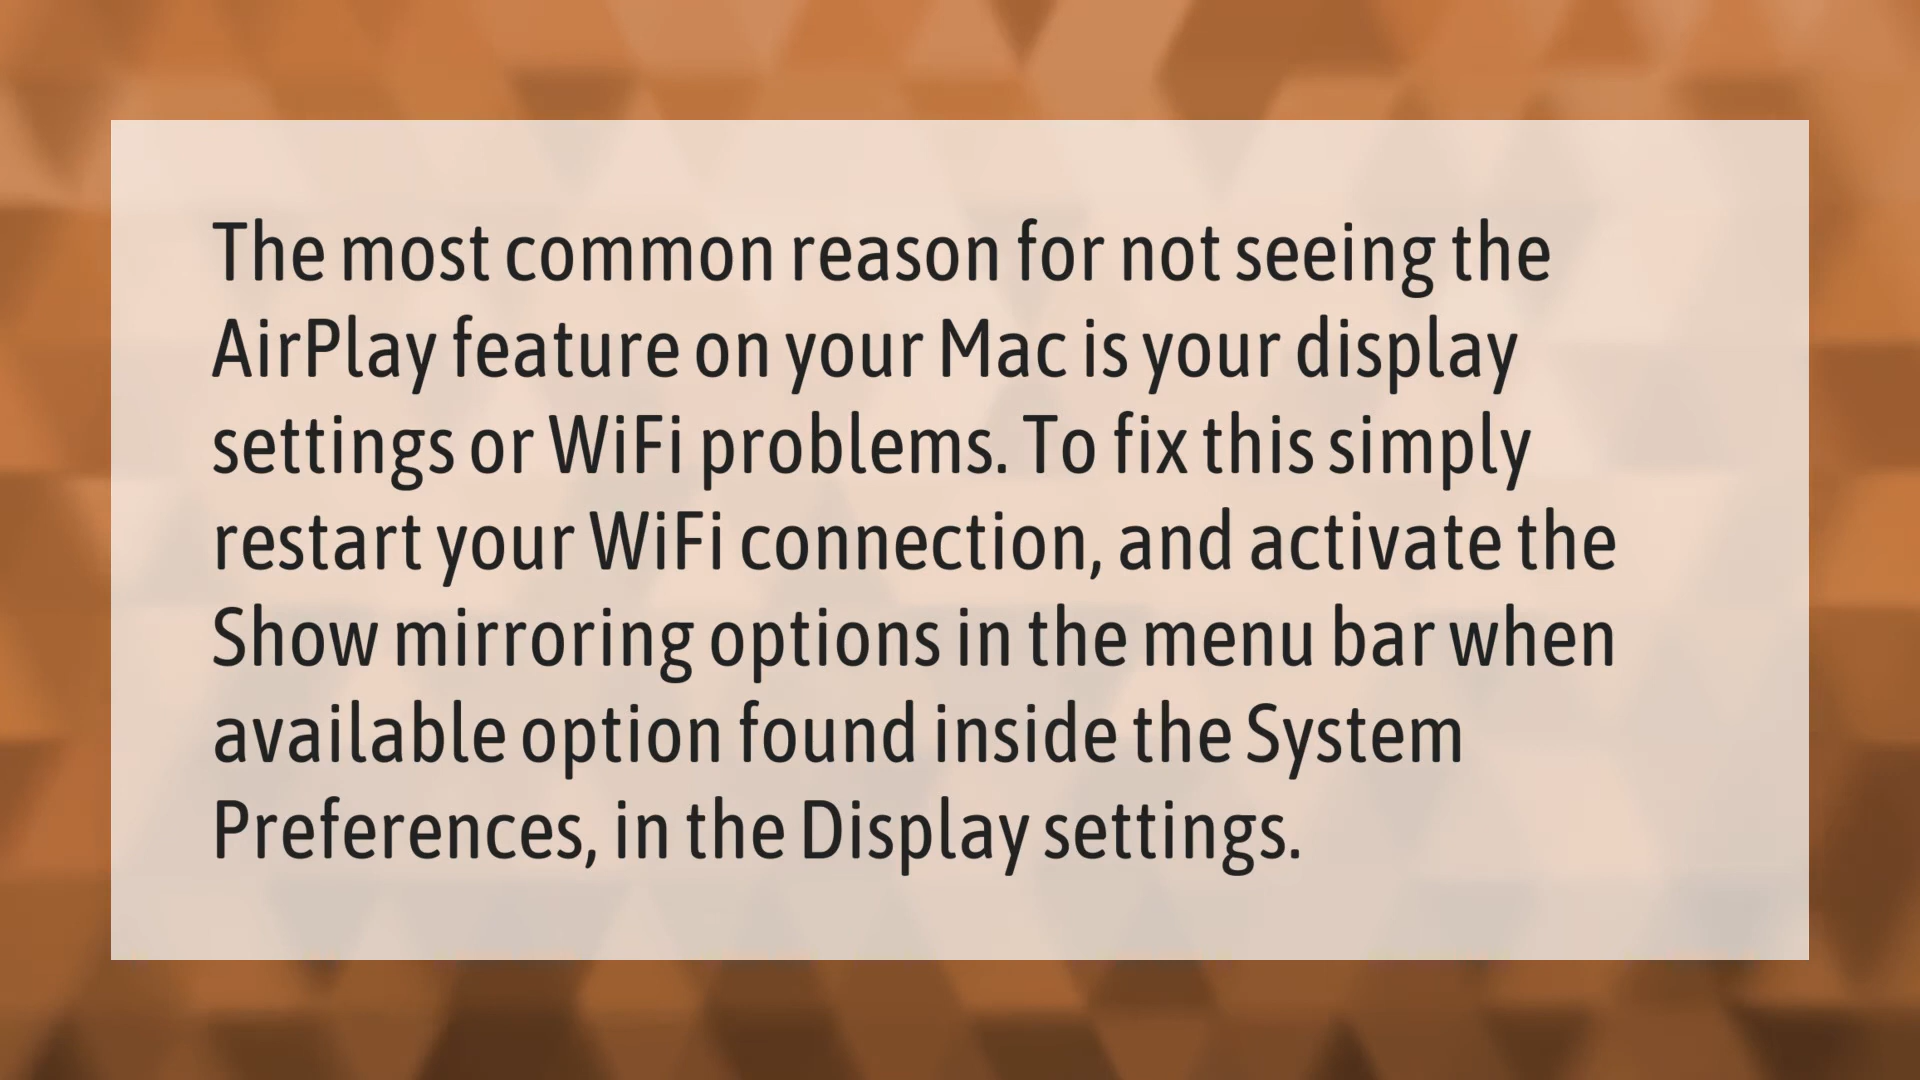 The most common reason for not seeing the
AirPlay feature on your Mac is your display
settings or WiFi problems. To fix this simply
restart your WiFi connection, and activate the
Show mirroring options in the menu bar when
available option found inside the System
Preferences, in the Display settings.